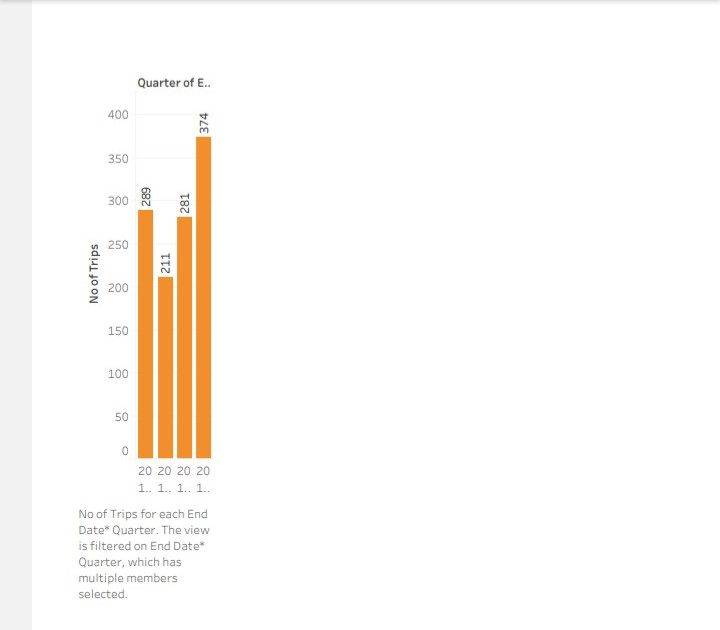 Quarter of E..
400
350
300
250
200
150
100
50
0
No of Trips
289
211
281
374
20 20 20 20
1.. 1.. 1.. 1..
No of Trips for each End
Date* Quarter. The view
is filtered on End Date*
Quarter, which has
multiple members
selected.